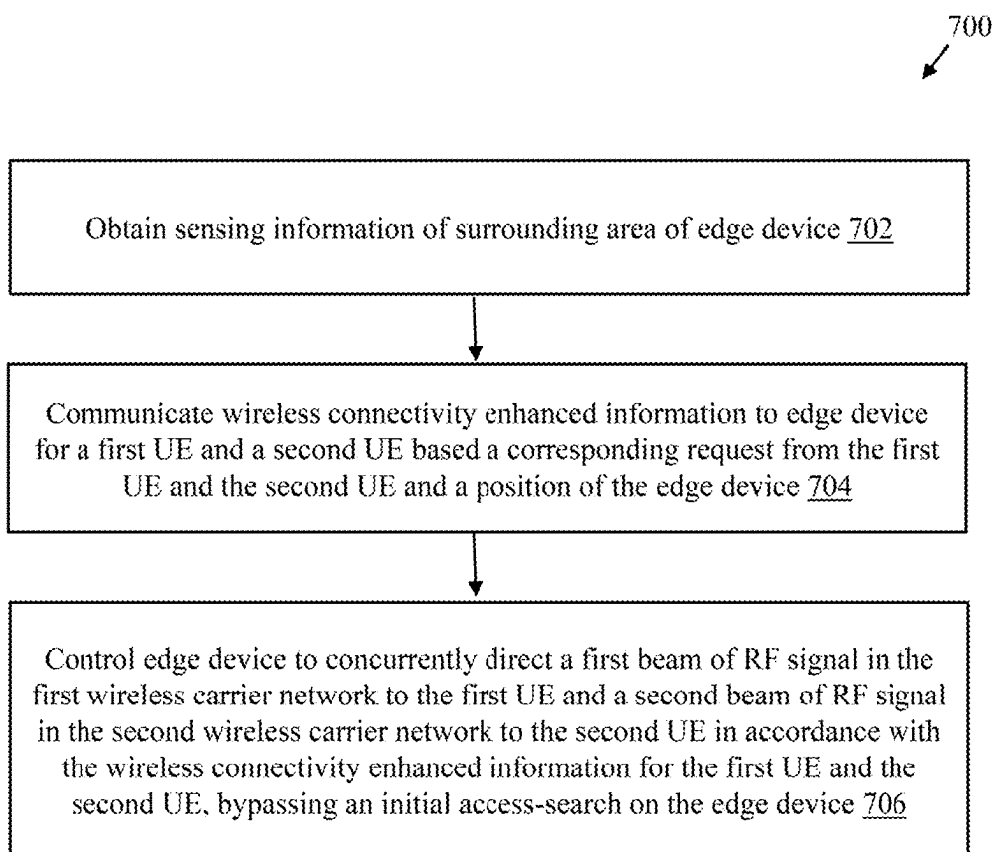 700
Obtain sensing information of surrounding area of edge device 702
Communicate wireless connectivity enhanced information to edge device
for a first UE and a second UE based a corresponding request from the first
UE and the second UE and a position of the edge device 704
Control edge device to concurrently direct a first beam of RF signal in the
first wireless carrier network to the first UE and a second beam of RF signal
in the second wireless carrier network to the second UE in accordance with
the wireless connectivity enhanced information for the first UE and the
second UE, bypassing an initial access-search on the edge device 706